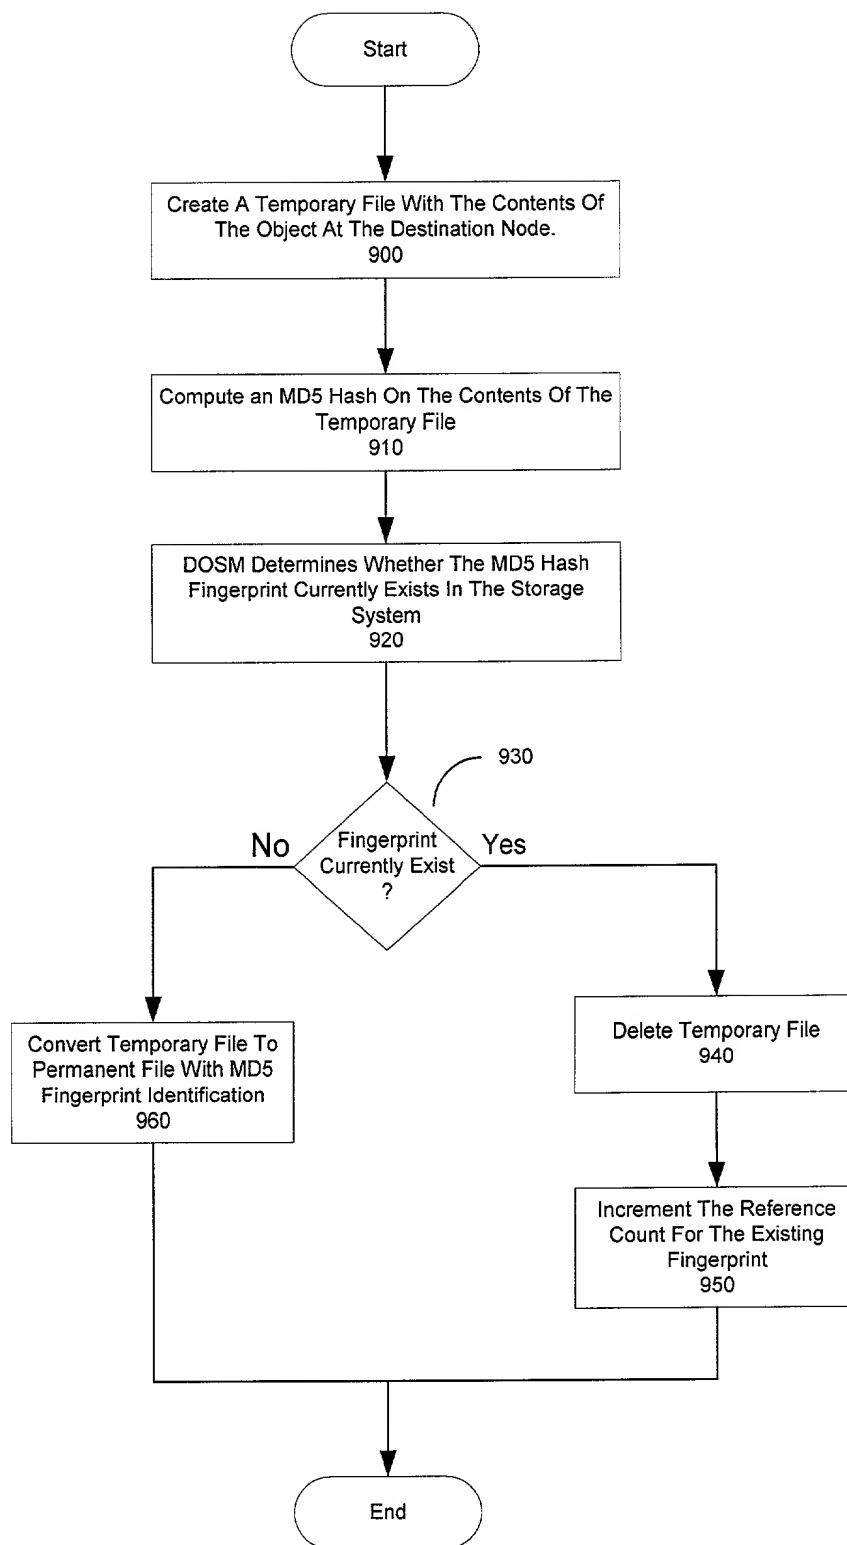 Start
Create A Temporary File With The Contents Of
The Object At The Destination Node.
900
Compute an MD5 Hash On The Contents Of The
Temporary File
910
DOSM Determines Whether The MD5 Hash
Fingerprint Currently Exists In The Storage
System
920
930
No
Fingerprint
Currently Exist
?
Yes
Convert Temporary File To
Permanent File With MD5
Fingerprint Identification
960
Delete Temporary File
940
Increment The Reference
Count For The Existing
Fingerprint
950
End